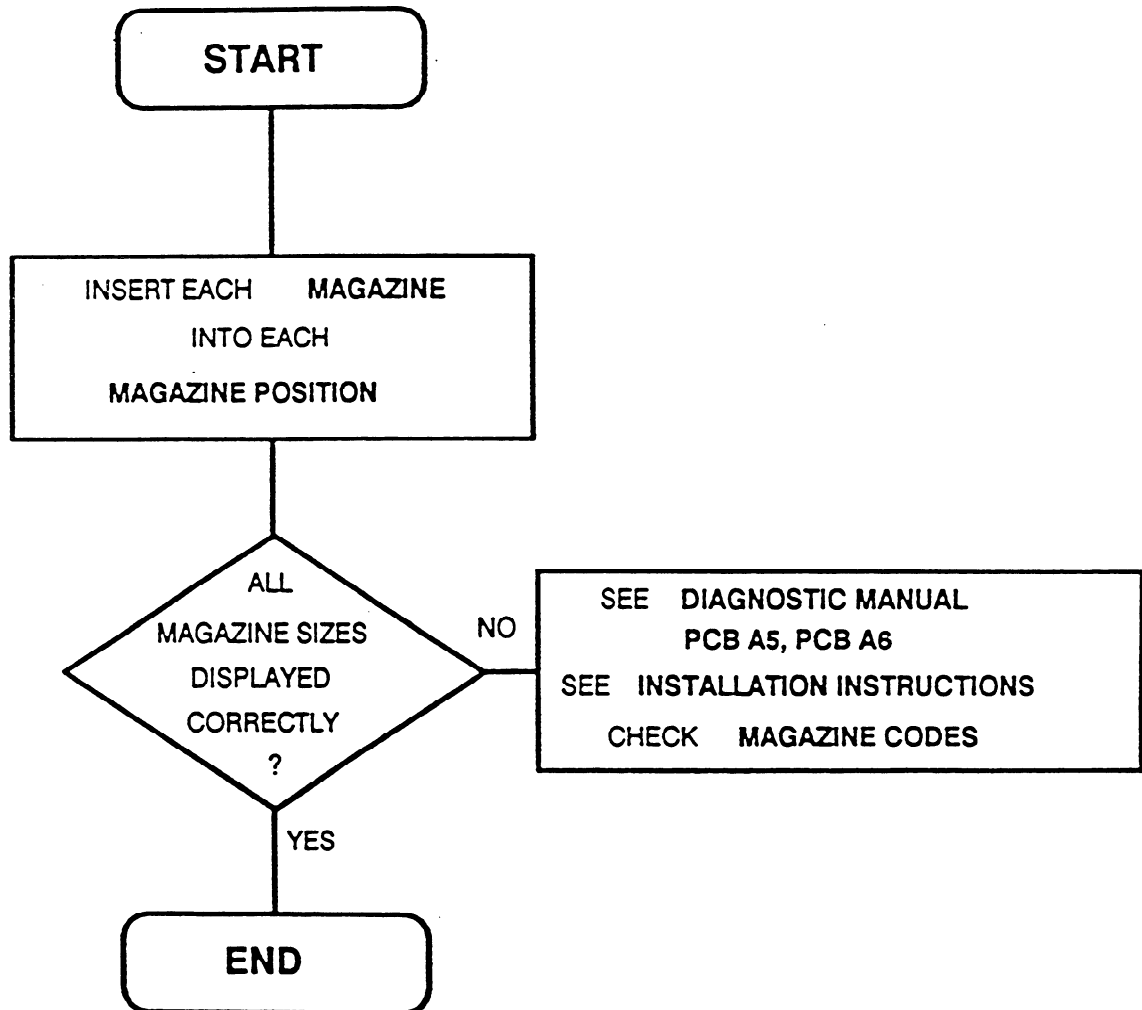 START
INSERT EACH MAGAZINE
INTO EACH
MAGAZINE POSITION
ALL
MAGAZINE SIZES
DISPLAYED
CORRECTLY
?
NO
SEE DIAGNOSTIC MANUAL
PCB A5, PCB A6
SEE INSTALLATION INSTRUCTIONS
CHECK MAGAZINE CODES
YES
END